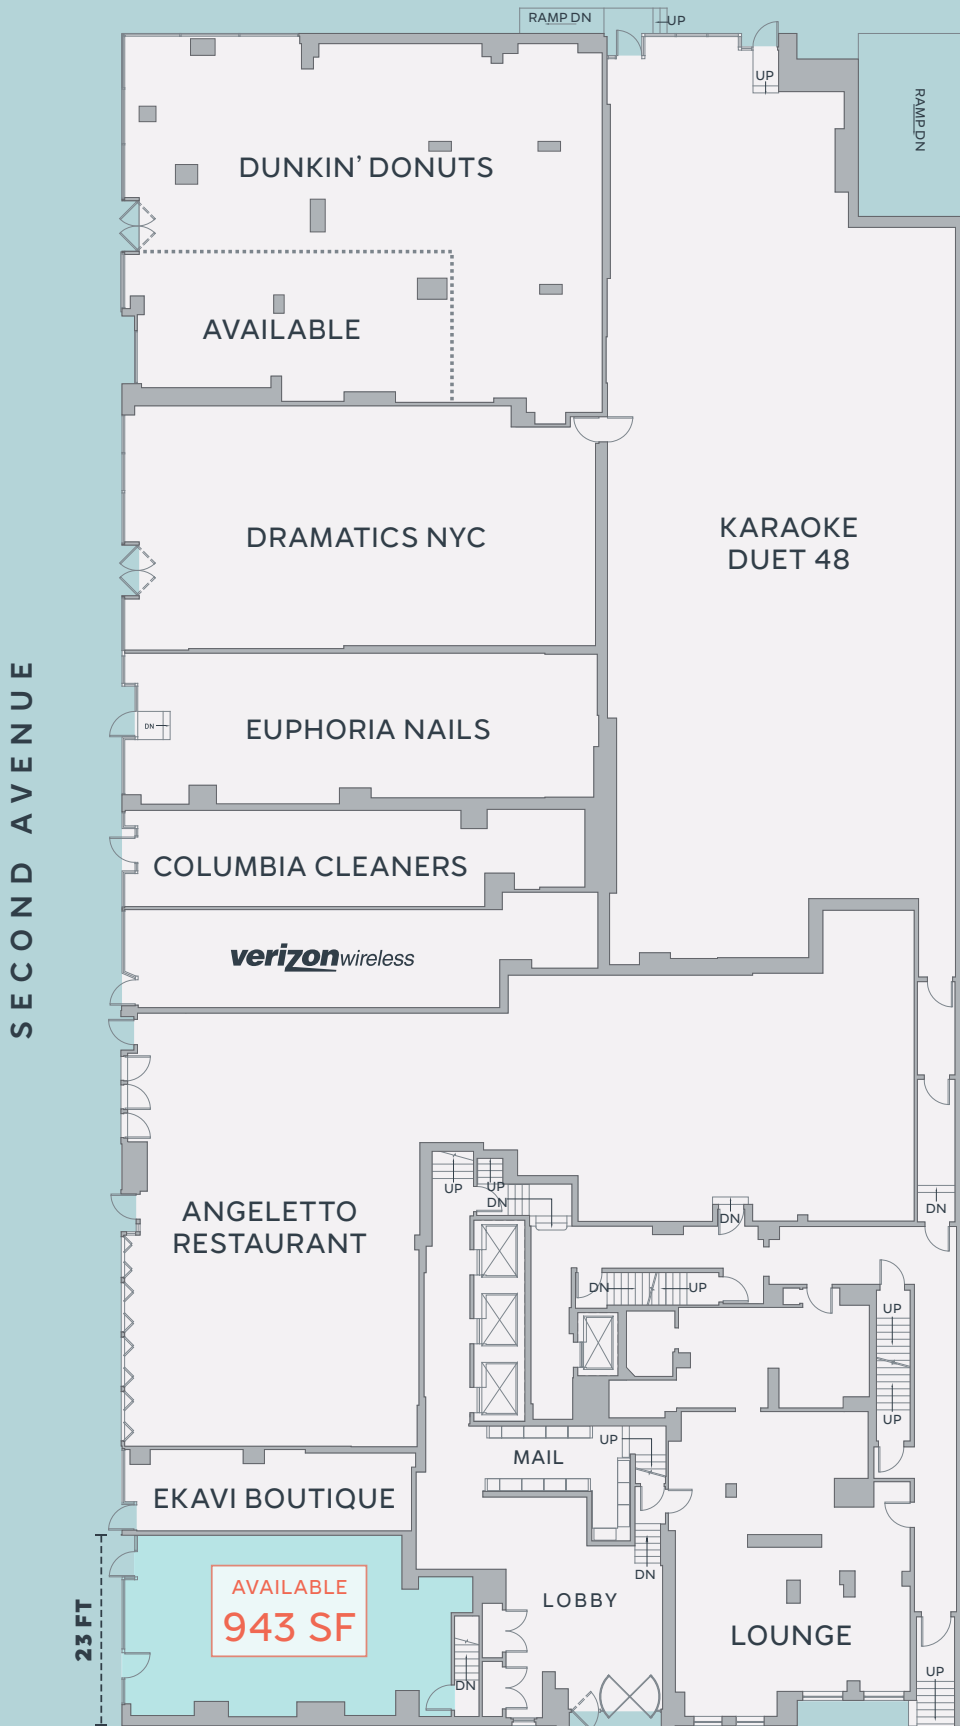 RAMP DN
UP
UP
RAMP DN
DUNKIN’ DONUTS
AVAILABLE
DRAMATICS NYC
KARAOKE
DUET 48
SECOND AVENUE
EUPHORIA NAILS
DN
COLUMBIA CLEANERS
verizonwireless
UP
UP
DN
DN
DN
ANGELETTO
RESTAURANT
DN
UP
UP
UP
MAIL
UP
EKAVI BOUTIQUE
23 FT
AVAILABLE
943 SF
DN
LOBBY
LOUNGE
DN
UP